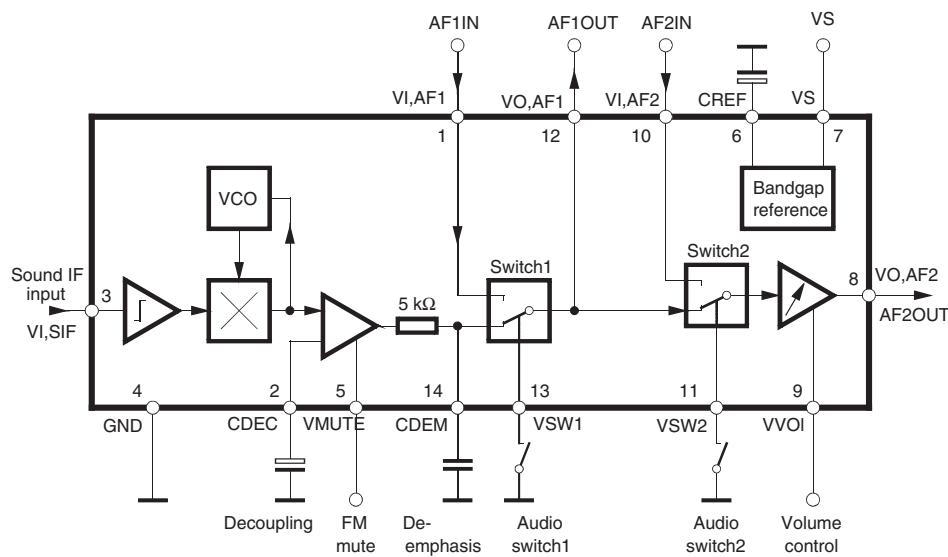 AF1IN
AF1OUT
AF2IN
VS
VI,AF1
VO,AF1
VI,AF2
CREF
VS
1
12
10
6
7
VCO
Bandgap
reference
Sound IF
input
3
VI,SIF
5 kΩ
Switch1
Switch2
8
VO,AF2
AF2OUT
4
2
5
14
13
11
9
GND
CDEC
VMUTE
CDEM
VSW1
VSW2
VVOl
Decoupling
FM
mute
De-
emphasis
Audio
switch1
Audio
switch2
Volume
control